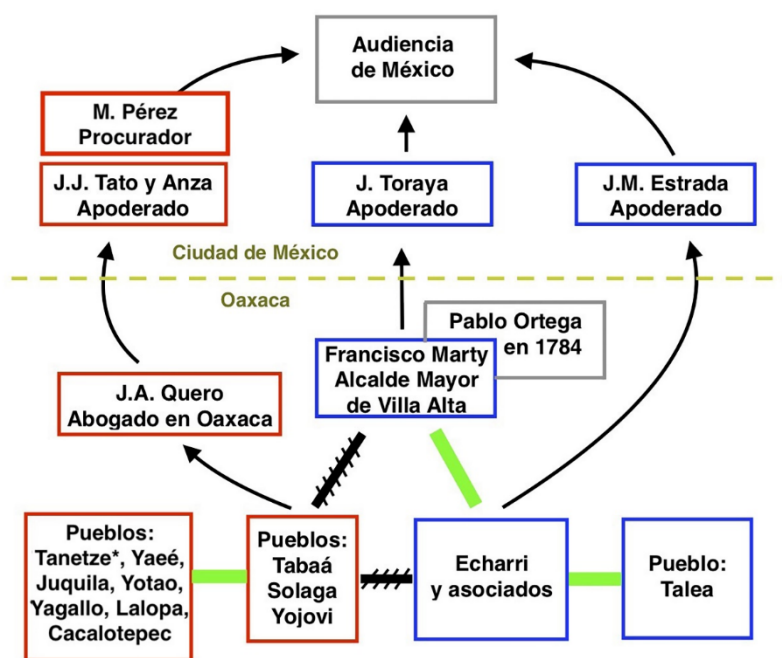 Audiencia
de México
M. Pérez
Procurador
J.J. Tato y Anza
Apoderado
J. Toraya
Apoderado
J.M. Estrada
Apoderado
Ciudad de México
Oaxaca
Pablo Ortega
en 1784
Francisco Marty
Alcalde Mayor
de Villa Alta
J.A. Quero
Abogado en Oaxaca
Pueblos:
Tanetze*, Yaeé,
Juquila, Yotao,
Yagallo, Lalopa,
Cacalotepec
Pueblos:
Tabaá
Solaga
Yojovi
Echarri
y asociados
Pueblo:
Talea